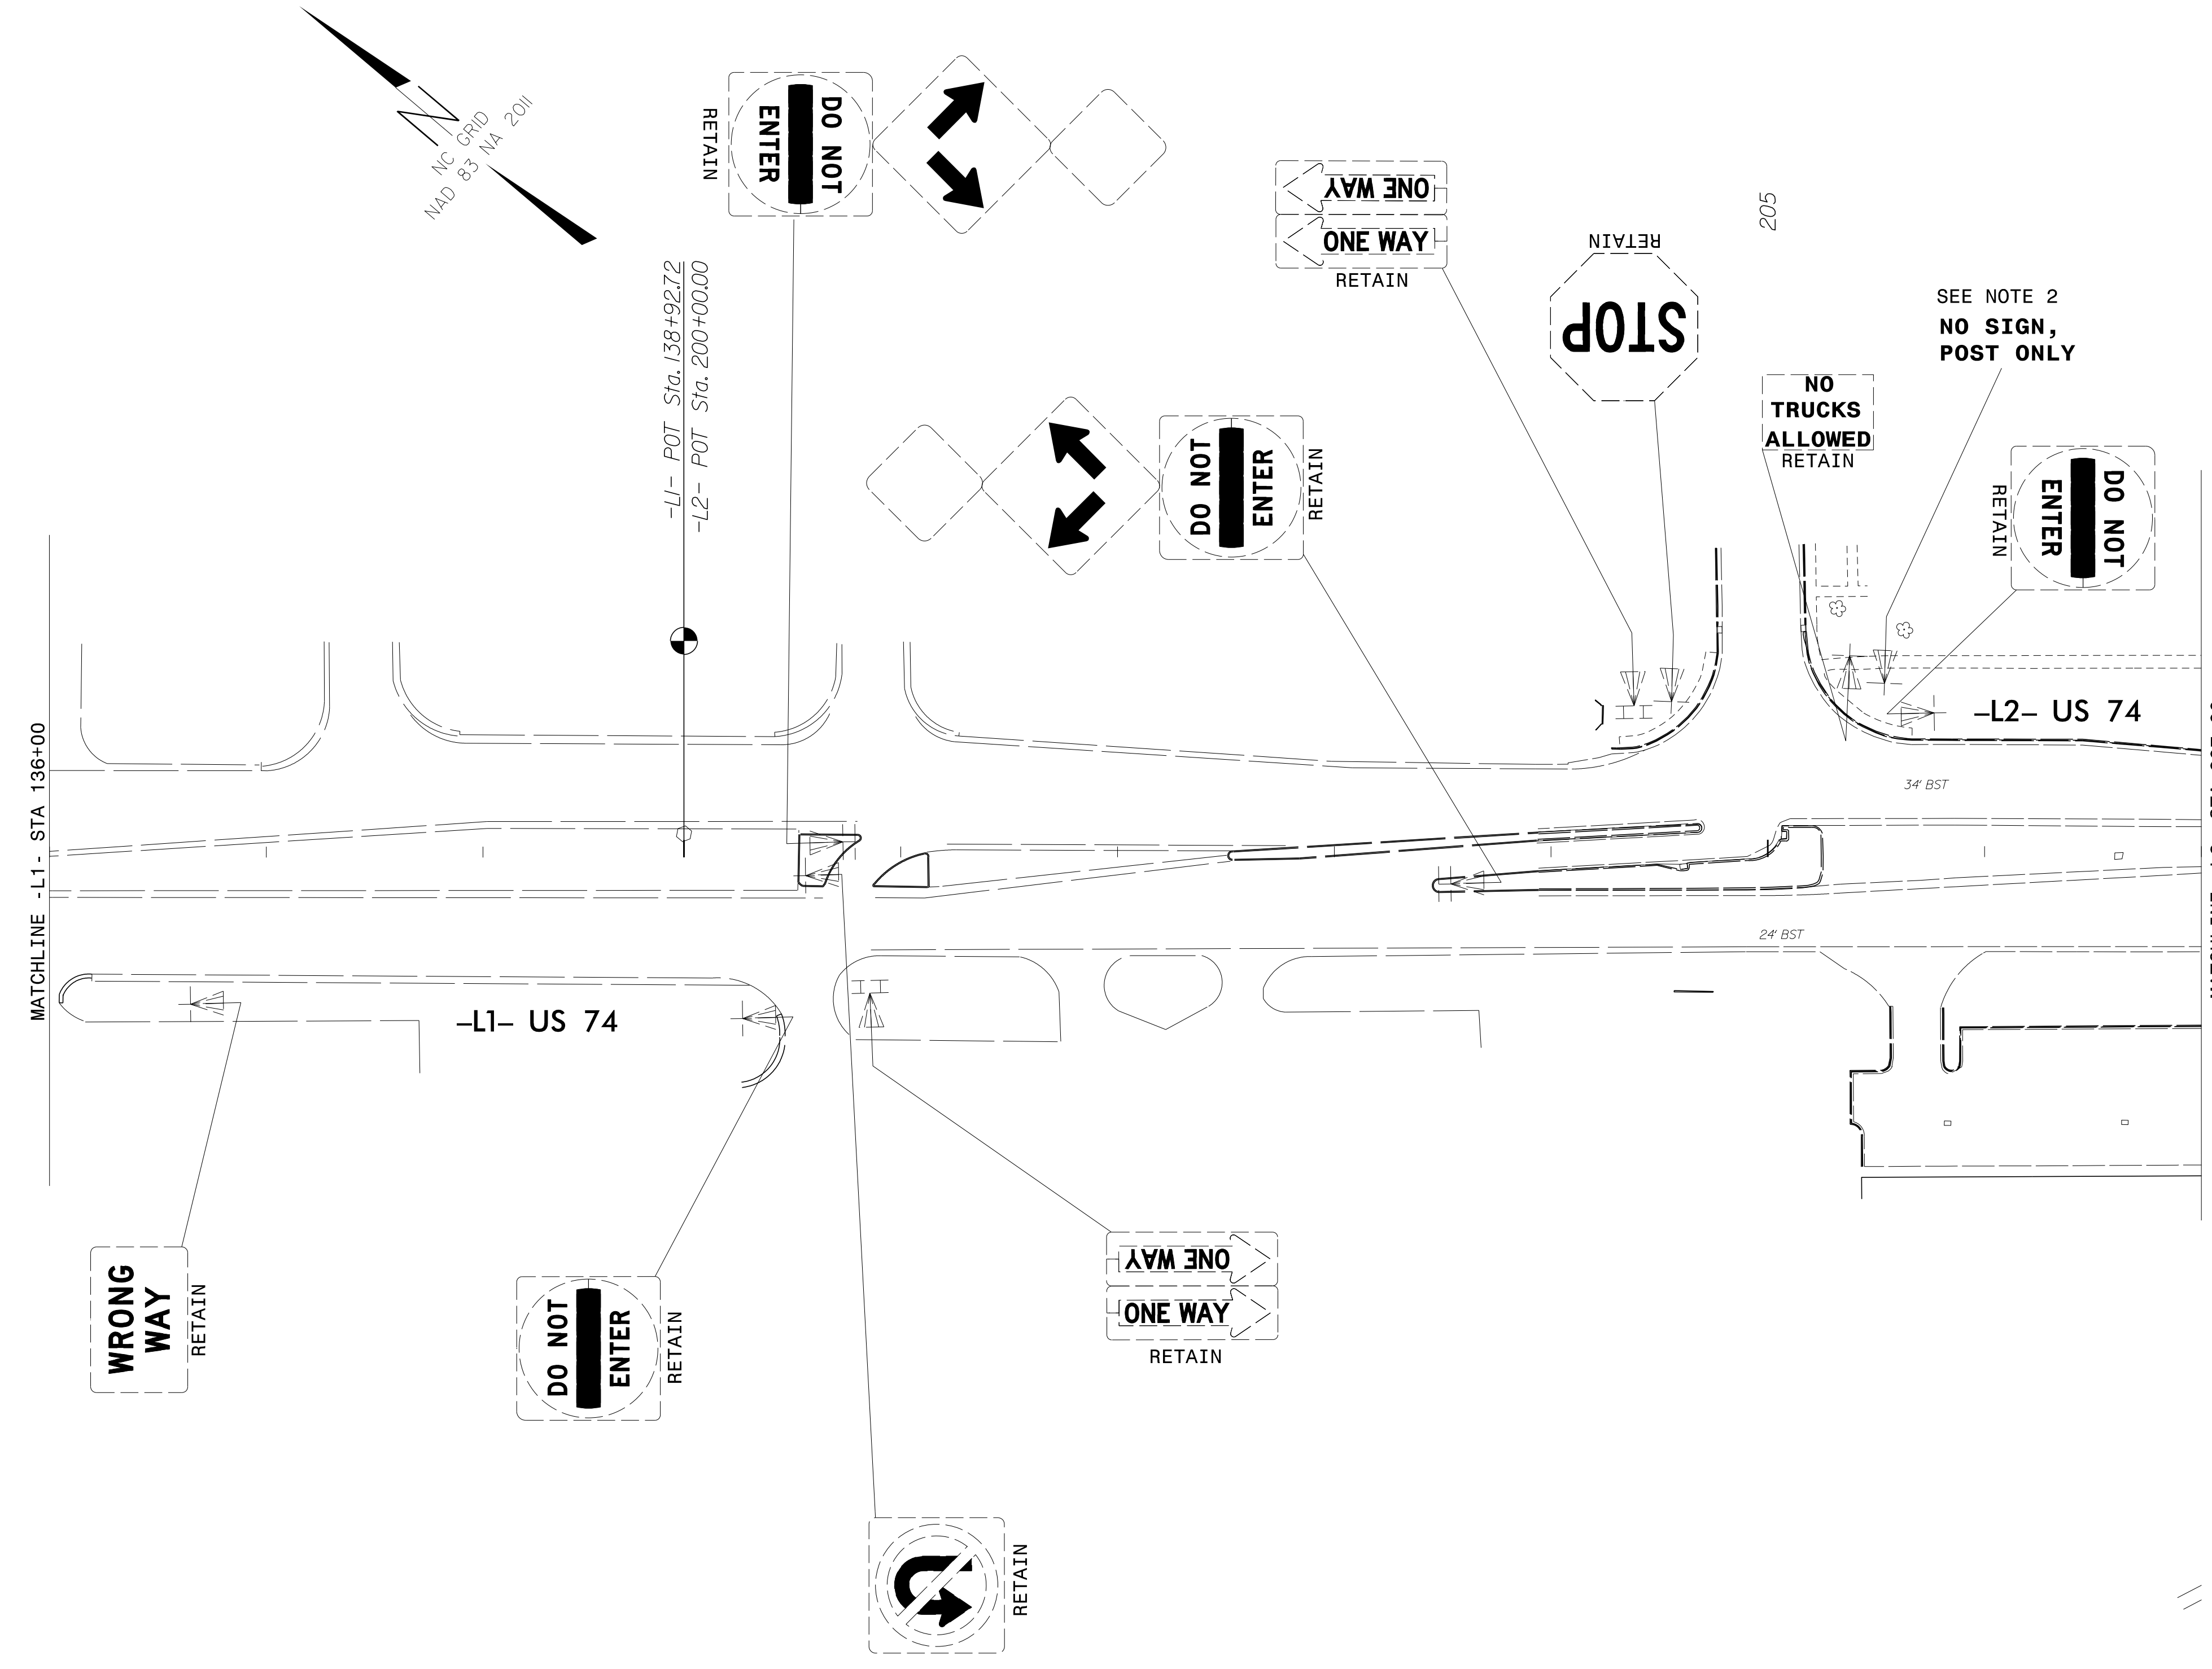 NC GRID
NAD 83 NA 2011
-L1- POT Sta. 138+92.72
-L2- POT Sta. 200+00.00
DO NOT
ENTER
RETAIN
ONE WAY
ONE WAY
RETAIN
RETAIN
STOP
205
SEE NOTE 2
NO SIGN,
POST ONLY
NO
TRUCKS
ALLOWED
RETAIN
DO NOT
ENTER
RETAIN
DO NOT
ENTER
RETAIN
-L2- US 74
34' BST
24' BST
MATCHLINE -L1- STA 136+00
-L1- US 74
WRONG
WAY
RETAIN
DO NOT
ENTER
RETAIN
ONE WAY
ONE WAY
RETAIN
RETAIN